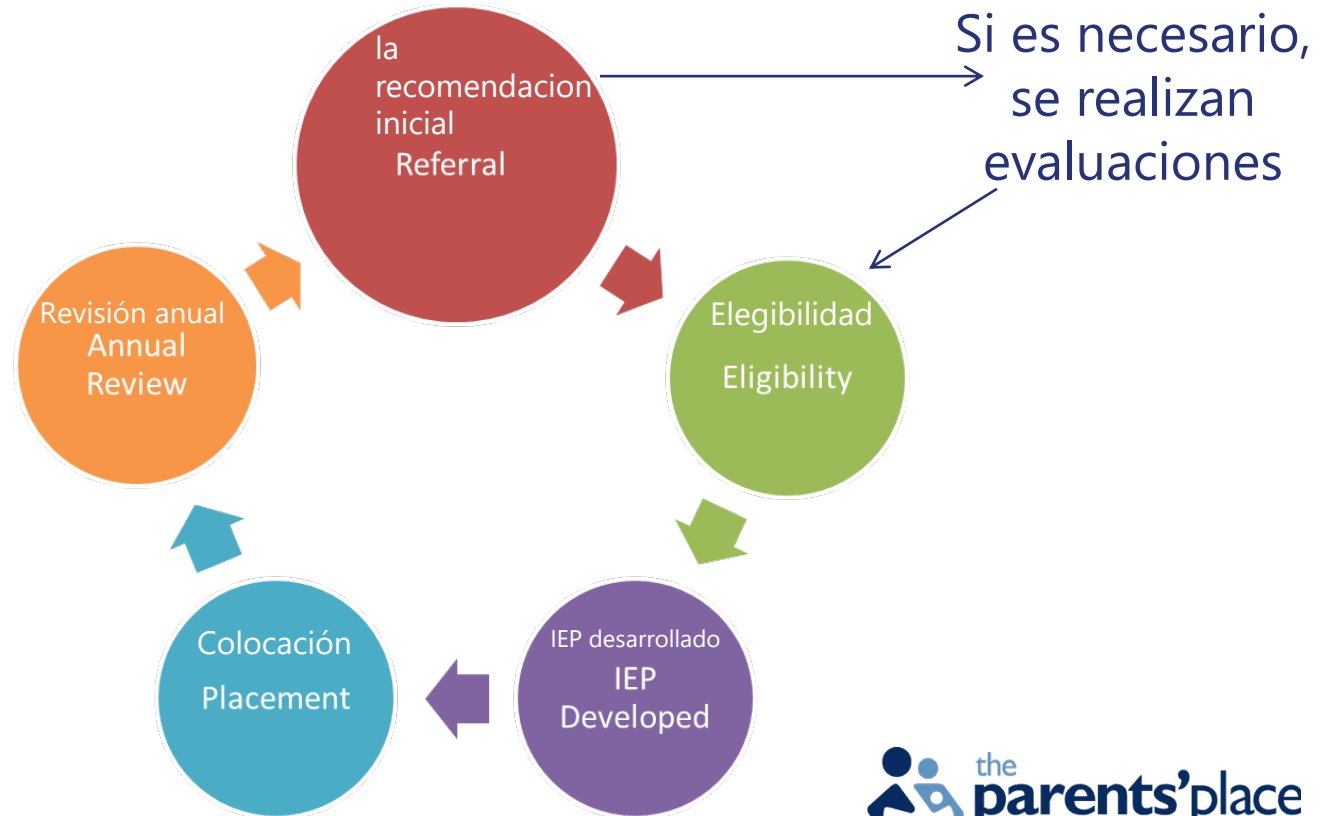 la
recomendacion
inicial
Referral
Si es necesario,
se realizan
evaluaciones
Elegibilidad
Eligibility
IEP desarrollado
IEP
Developed
Colocación
Placement
Revisión anual
Annual
Review
the
parents'place